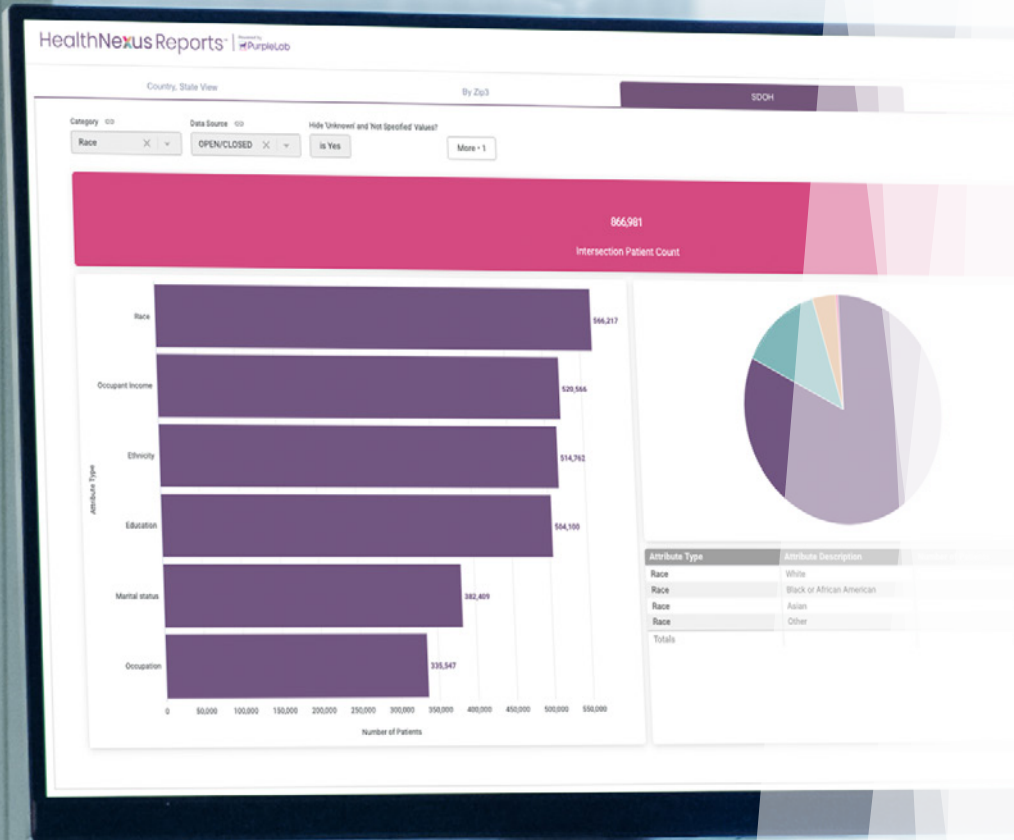 HealthNexus Reports™ | Powered by PurpleLab
Country, State View
By Zip3
SDOH
Category
Data Source
Hide 'Unknown' and 'Not Specified' Values?
Race
OPEN/CLOSED
is Yes
More • 1
866,981
Intersection Patient Count
Attribute Type
Race
566,217
Occupant Income
520,566
Ethnicity
514,762
Education
504,100
Marital status
382,409
Occupation
335,547
0 50,000 100,000 150,000 200,000 250,000 300,000 350,000 400,000 450,000 500,000 550,000
Number of Patients
Attribute Type Attribute Description
Race White
Race Black or African American
Race Asian
Race Other
Totals